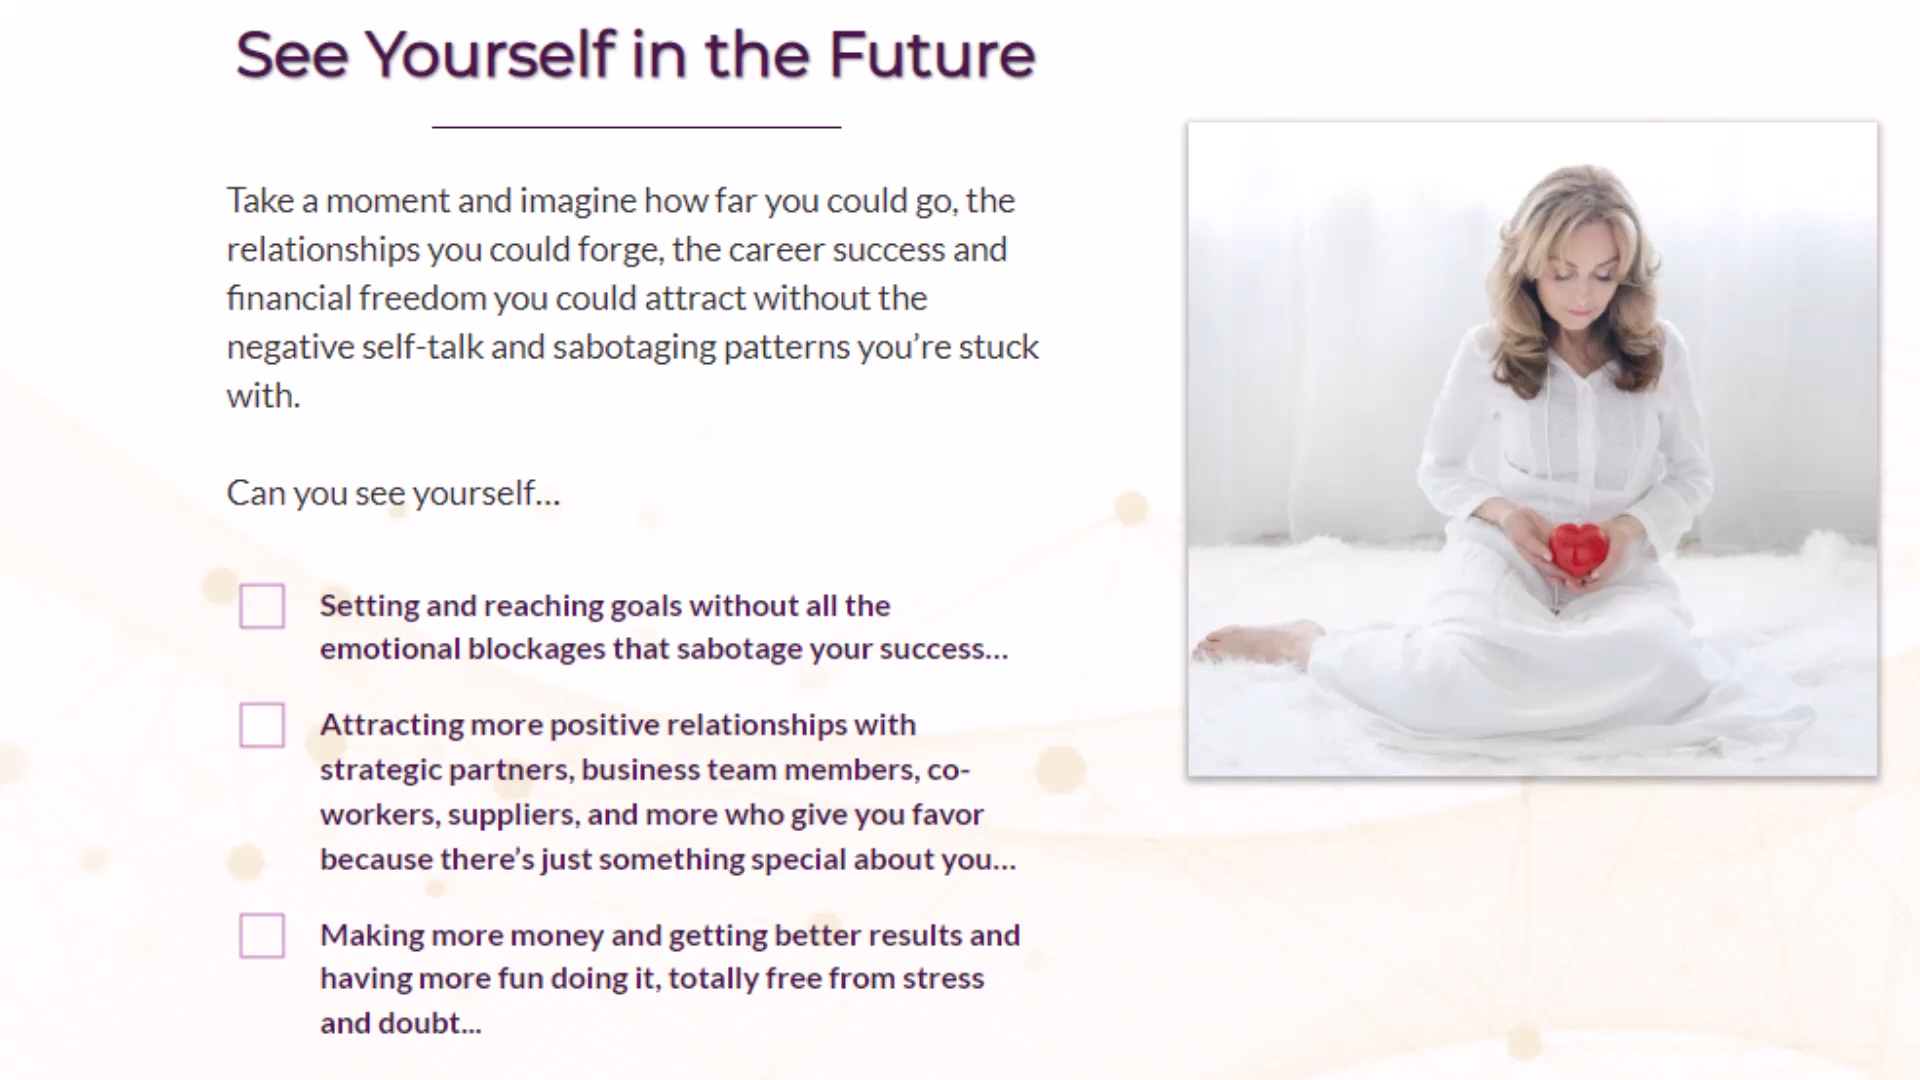 See Yourself in the Future
Take a moment and imagine how far you could go, the
relationships you could forge, the career success and
financial freedom you could attract without the
negative self-talk and sabotaging patterns you’re stuck
with.
Can you see yourself…
Setting and reaching goals without all the
emotional blockages that sabotage your success…
Attracting more positive relationships with
strategic partners, business team members, co-
workers, suppliers, and more who give you favor
because there’s just something special about you…
Making more money and getting better results and
having more fun doing it, totally free from stress
and doubt…